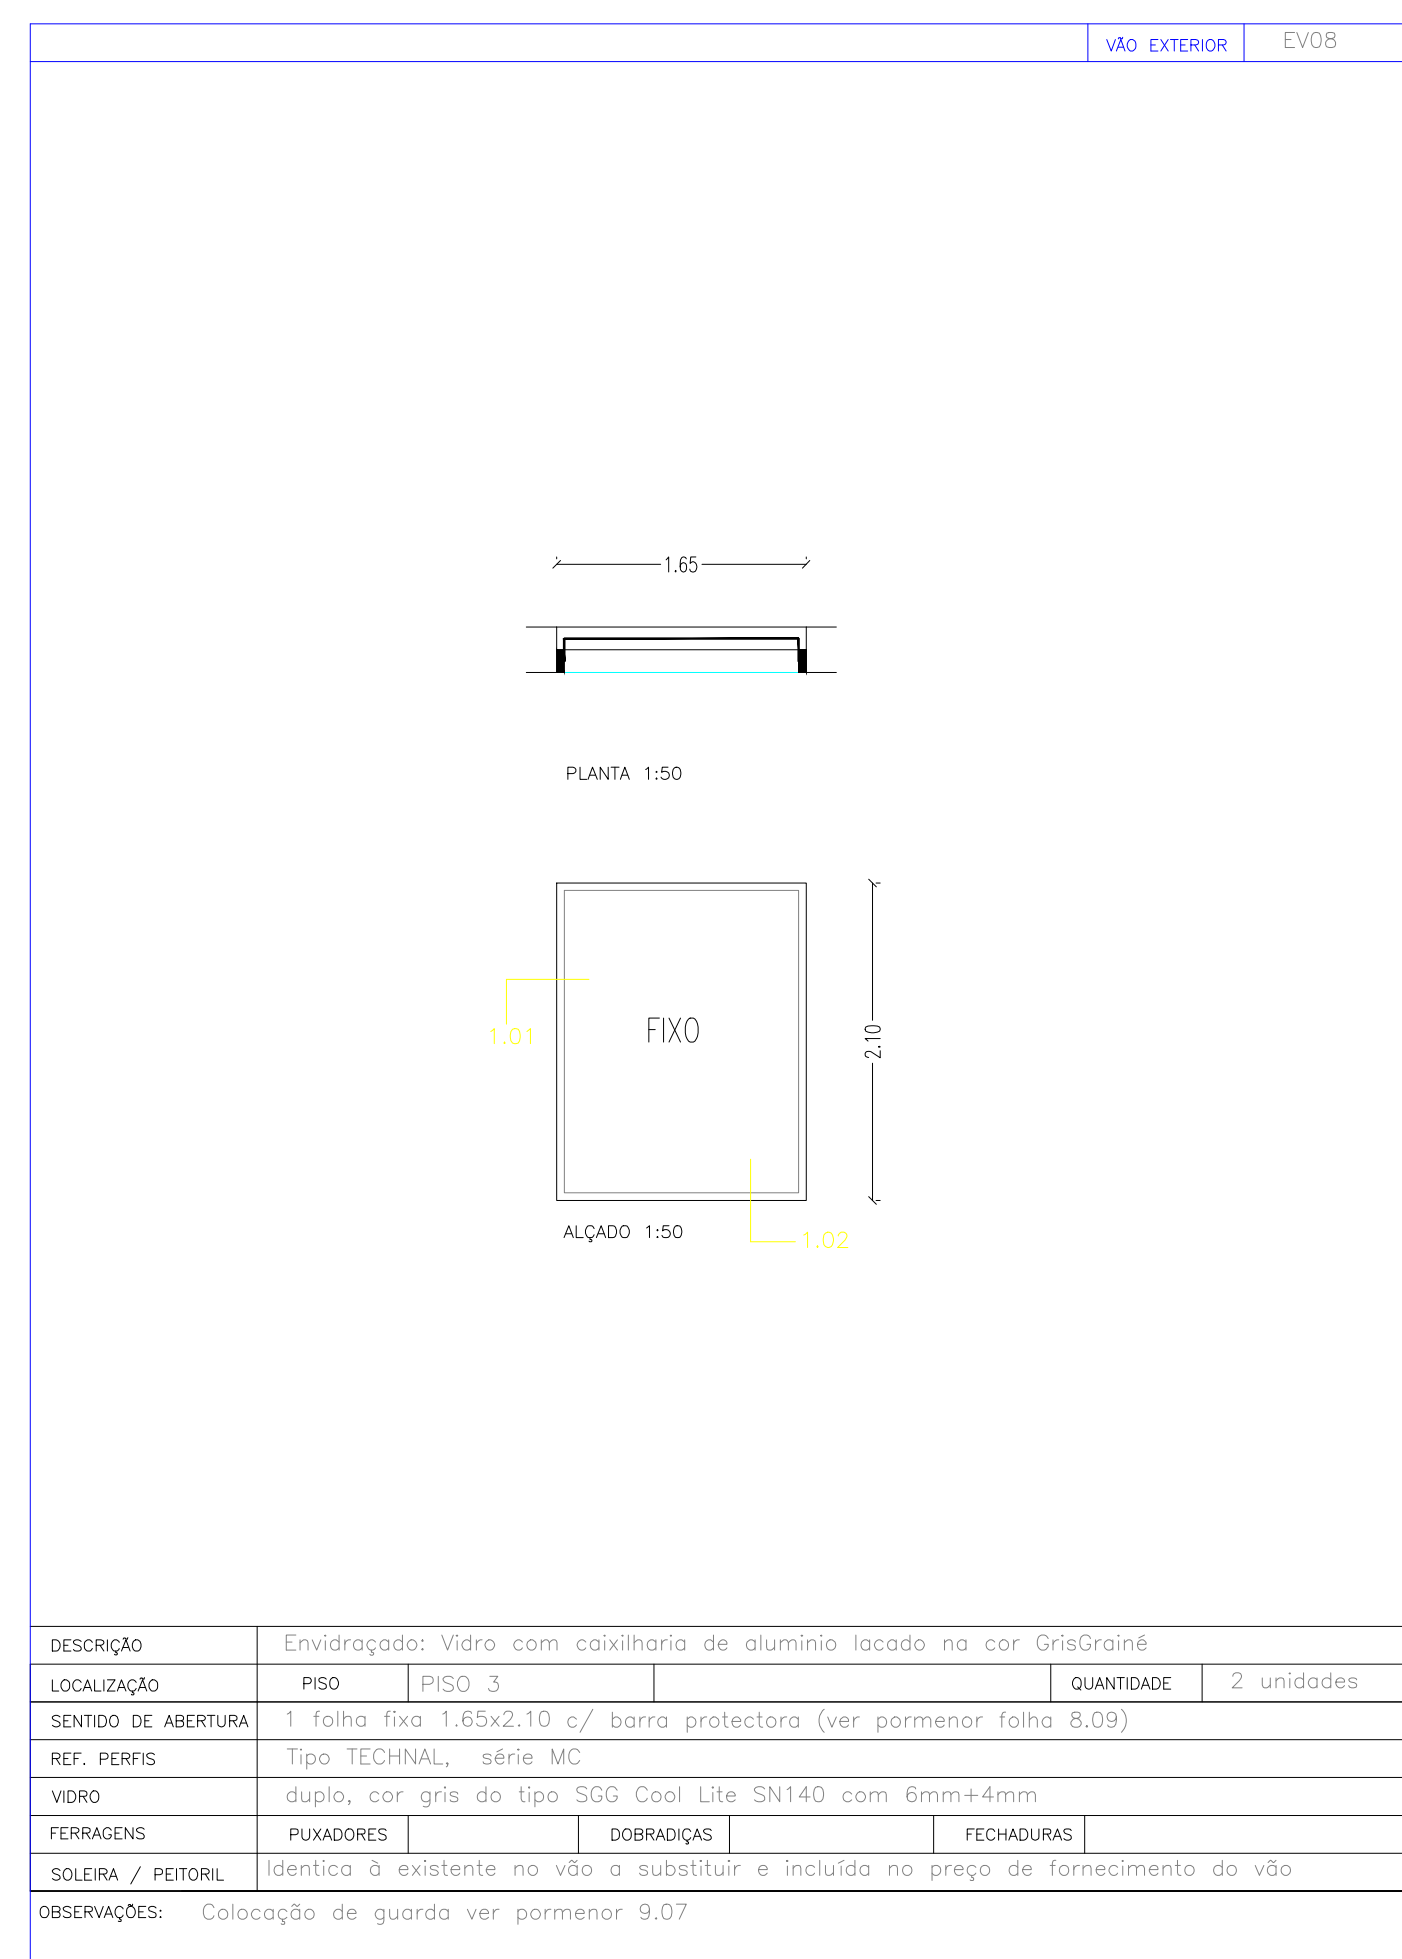 VÃO EXTERIOR EV08
1.65
PLANTA 1:50
1.01
FIXO
2.10
ALÇADO 1:50
1.02
DESCRIÇÃO Envidraçado: Vidro com caixilharia de aluminio lacado na cor GrisGrainé
LOCALIZAÇÃO PISO PISO 3 QUANTIDADE 2 unidades
SENTIDO DE ABERTURA 1 folha fixa 1.65x2.10 c/ barra protectora (ver pormenor folha 8.09)
REF. PERFIS Tipo TECHNAL, série MC
VIDRO duplo, cor gris do tipo SGG Cool Lite SN140 com 6mm+4mm
FERRAGENS PUXADORES DOBRADIÇAS FECHADURAS
SOLEIRA / PEITORIL Identica à existente no vão a substituir e incluída no preço de fornecimento do vão
OBSERVAÇÕES: Colocação de guarda ver pormenor 9.07